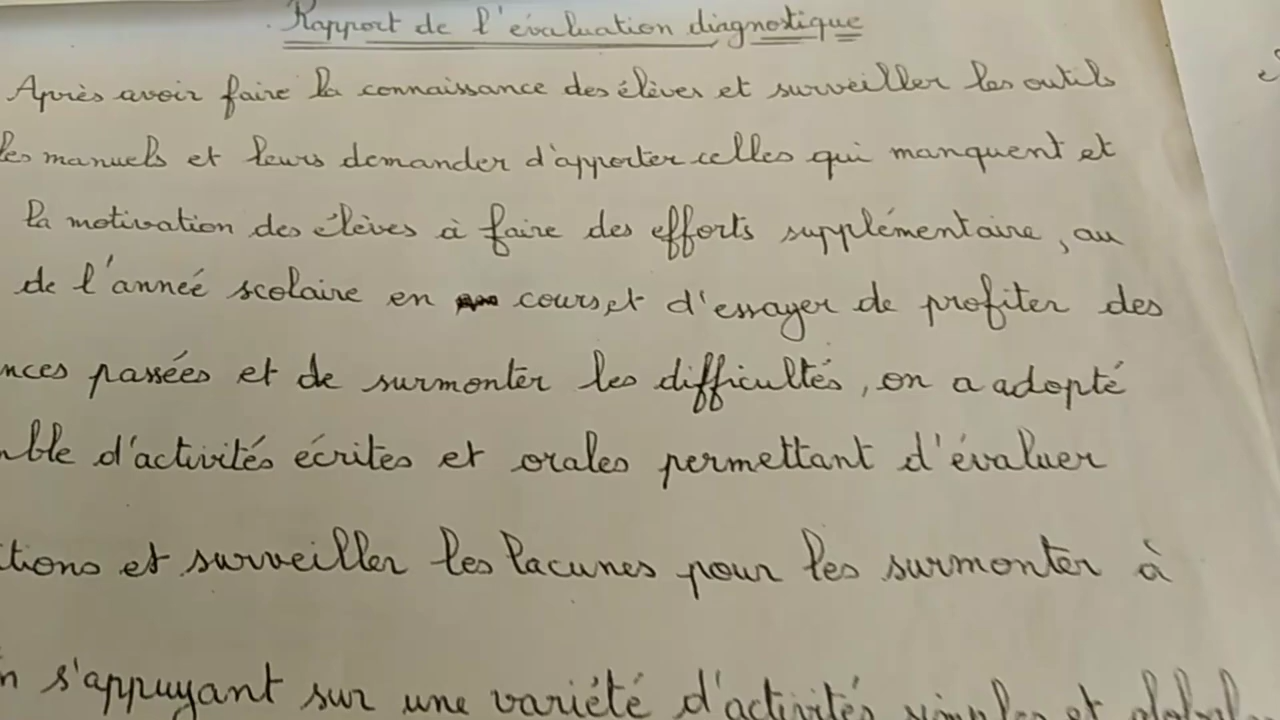 Rapport de l'évaluation diagnostique
Après avoir faire la connaissance des élèves et surveiller les outils
les manuels et leurs demander d'apporter celles qui manquent et
la motivation des élèves à faire des efforts supplémentaire, au
de l'anneé scolaire en cours, et d'essayer de profiter des
nces passées et de surmonter les difficultés, on a adopté
ble d'activités écrites et orales permettant d'évaluer
tions et surveiller les lacunes pour les surmonter à
n s'appuyant sur une variété d'activités simples et